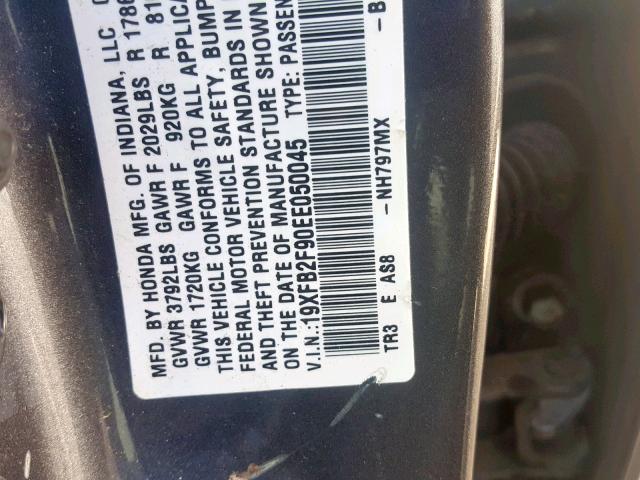 MFD. BY HONDA MFG. OF INDIANA, LLC
GVWR 3792LBS GAWR F 2029LBS R 1786
GVWR 1720KG GAWR F 920KG R 81
THIS VEHICLE CONFORMS TO ALL APPLICA
FEDERAL MOTOR VEHICLE SAFETY, BUMP
AND THEFT PREVENTION STANDARDS IN
ON THE DATE OF MANUFACTURE SHOWN
V.I.N.:19XFB2F90EE050045 TYPE: PASSEN
TR3 E AS8 -NH797MX -B